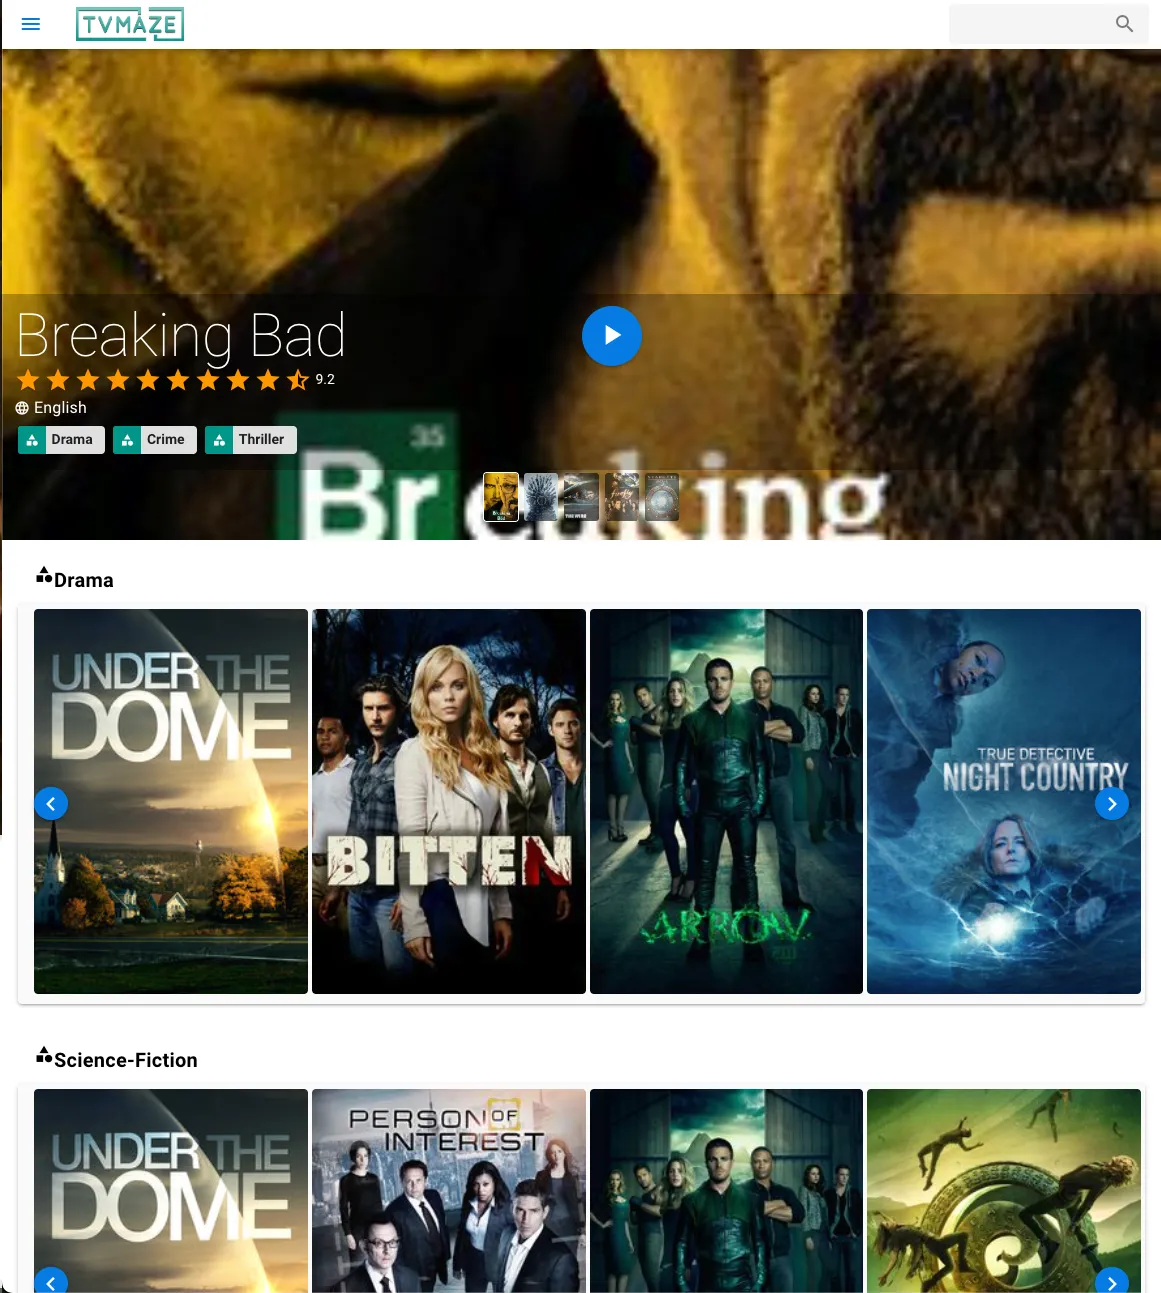 TVMAZE
Breaking Bad
9.2
English
Drama
Crime
Thriller
35
Breaking
Drama
UNDER THE
DOME
BITTEN
ARROW
TRUE DETECTIVE
NIGHT COUNTRY
Science-Fiction
UNDER THE
DOME
PERSON OF
INTEREST